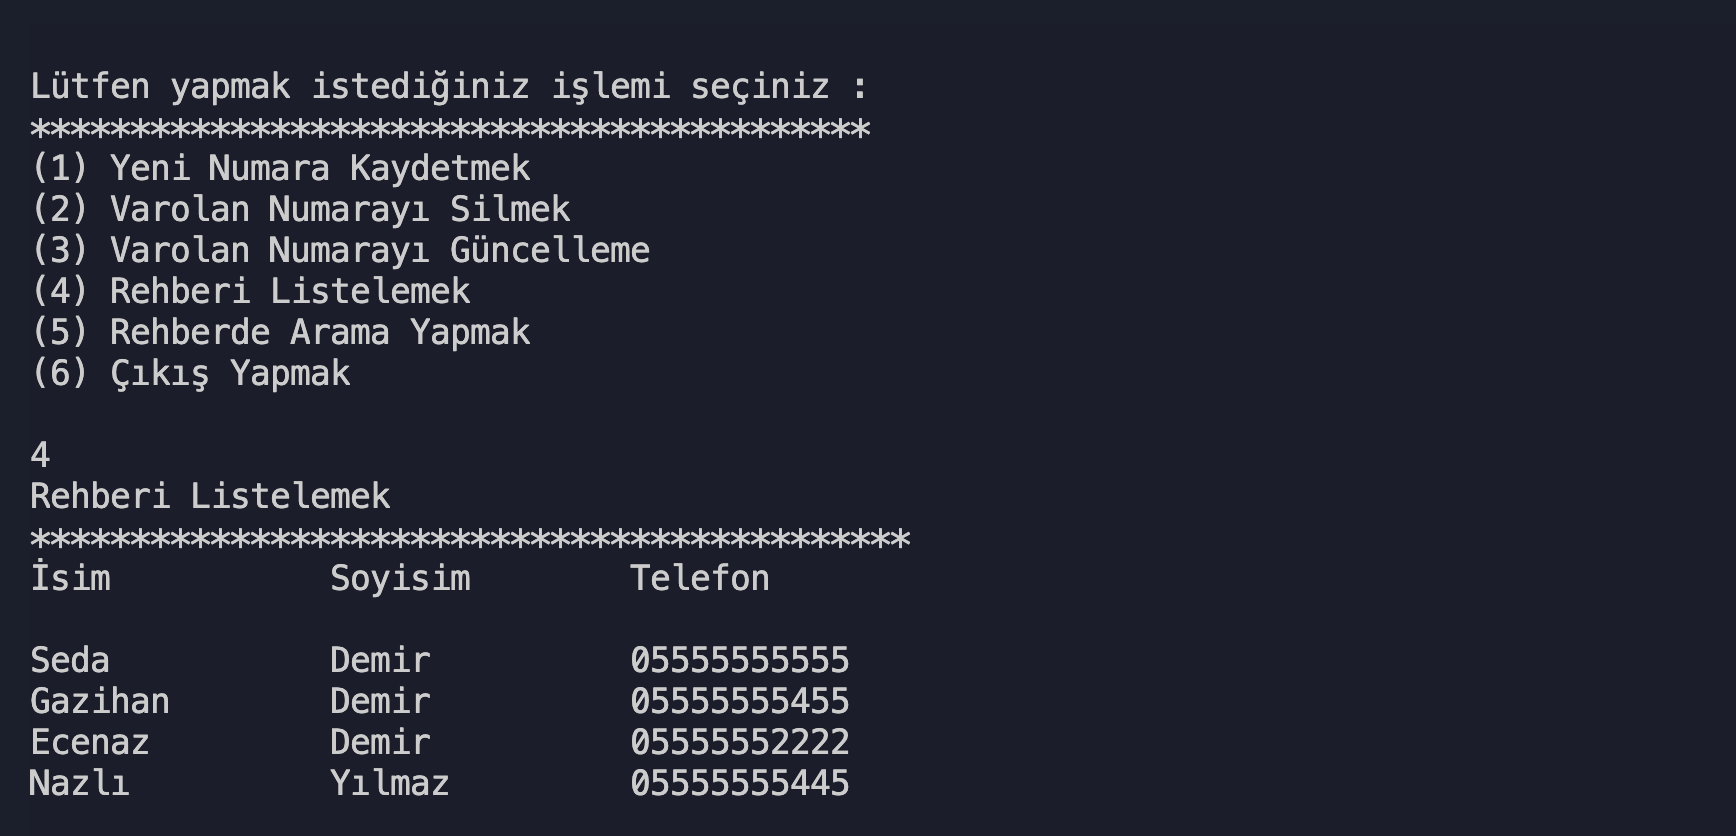 Lütfen yapmak istediğiniz işlemi seçiniz :
******************************************
(1) Yeni Numara Kaydetmek
(2) Varolan Numarayı Silmek
(3) Varolan Numarayı Güncelleme
(4) Rehberi Listelemek
(5) Rehberde Arama Yapmak
(6) Çıkış Yapmak
4
Rehberi Listelemek
********************************************
İsim Soyisim Telefon
Seda Demir 05555555555
Gazihan Demir 05555555455
Ecenaz Demir 05555552222
Nazlı Yılmaz 05555555445